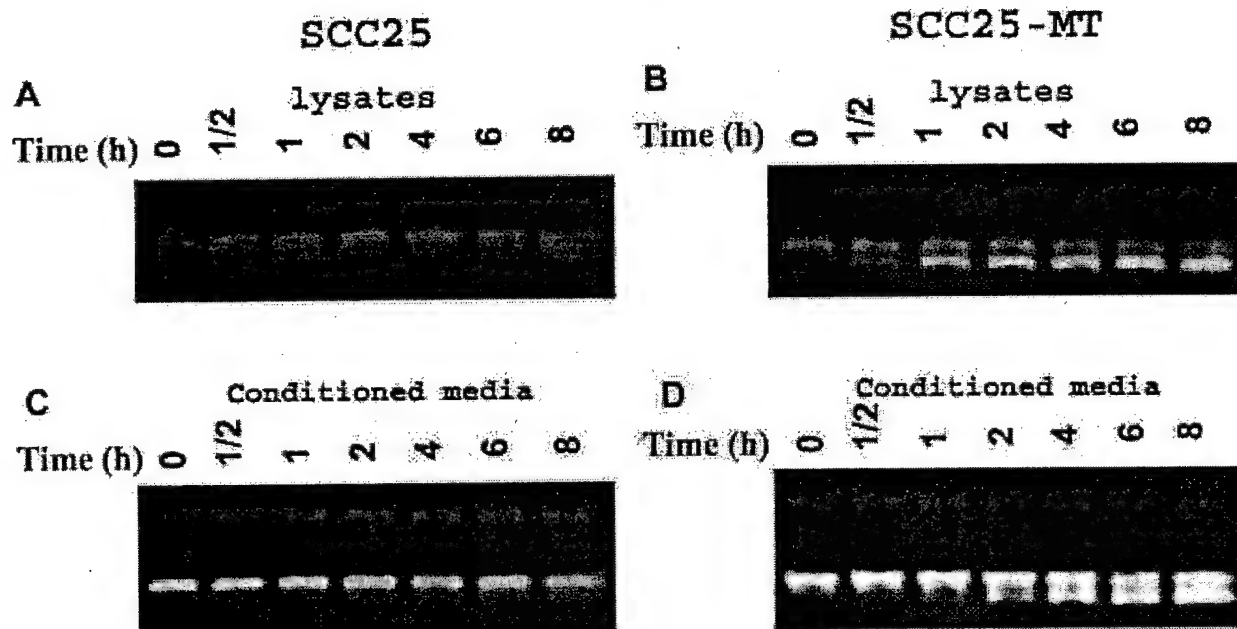 SCC25
SCC25-MT
A
lysates
Time (h) 0 1/2 1 2 4 6 8
B
lysates
Time (h) 0 1/2 1 2 4 6 8
C
Conditioned media
Time (h) 0 1/2 1 2 4 6 8
D
Conditioned media
Time (h) 0 1/2 1 2 4 6 8